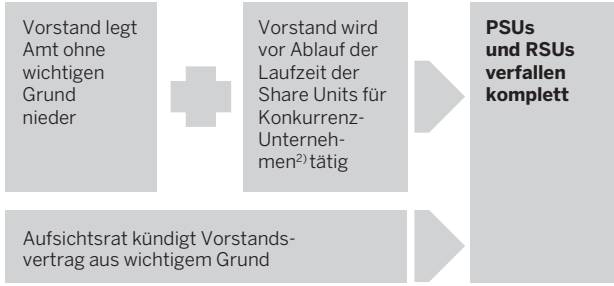 Vorstand legt
Amt ohne
wichtigen
Grund
nieder
Vorstand wird
vor Ablauf der
Laufzeit der
Share Units für
Konkurrenz-
Unterneh-
men²⁾ tätig
PSUs
und RSUs
verfallen
komplett
Aufsichtsrat kündigt Vorstands-
vertrag aus wichtigem Grund